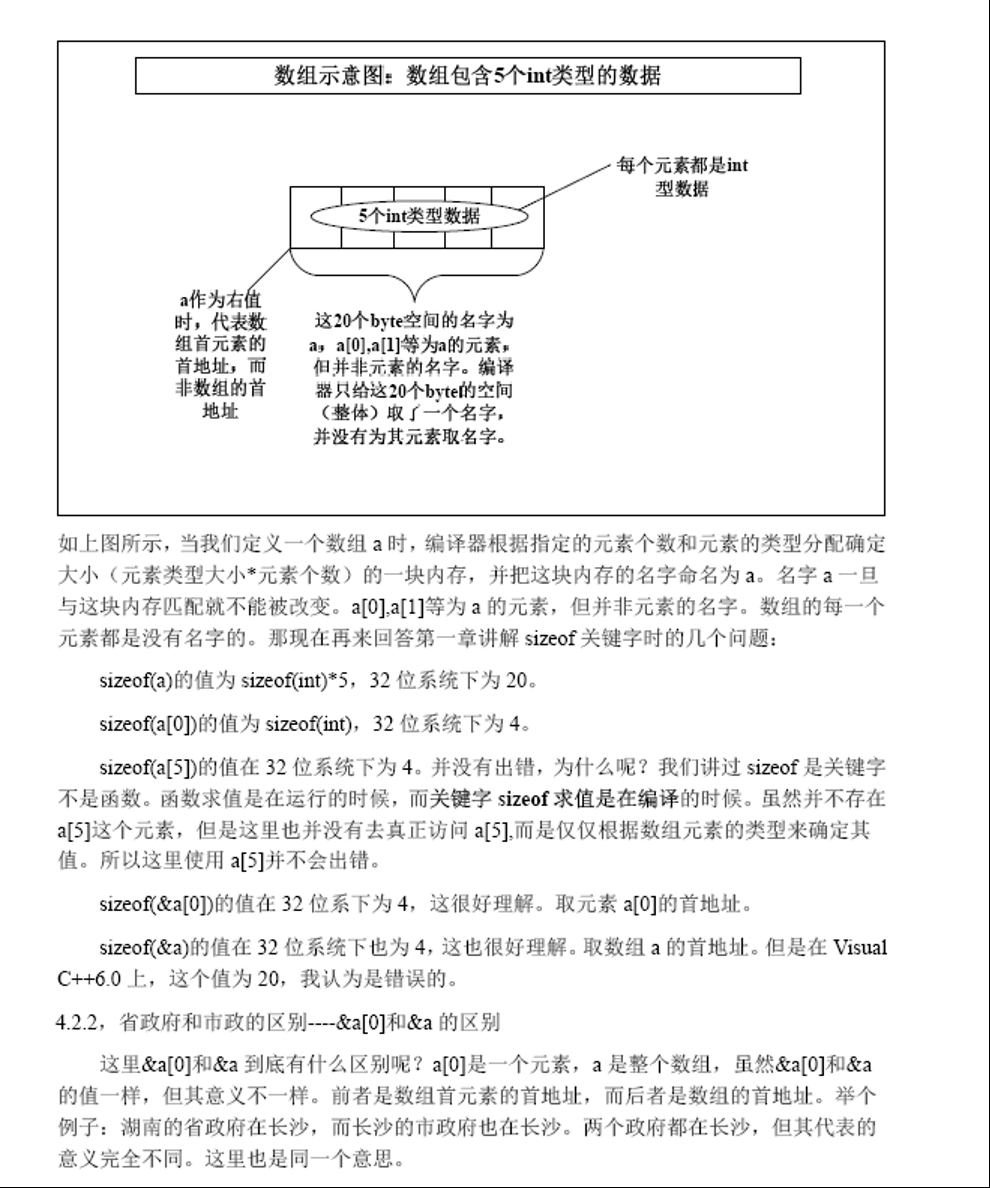 数组示意图：数组包含5个int类型的数据
每个元素都是int
型数据
5个int类型数据
a作为右值
时，代表数
组首元素的
首地址，而
非数组的首
地址
这20个byte空间的名字为
a，a[0],a[1]等为a的元素，
但并非元素的名字。编译
器只给这20个byte的空间
（整体）取了一个名字，
并没有为其元素取名字。
如上图所示，当我们定义一个数组 a 时，编译器根据指定的元素个数和元素的类型分配确定
大小（元素类型大小*元素个数）的一块内存，并把这块内存的名字命名为 a。名字 a 一旦
与这块内存匹配就不能被改变。a[0],a[1]等为 a 的元素，但并非元素的名字。数组的每一个
元素都是没有名字的。那现在再来回答第一章讲解 sizeof 关键字时的几个问题：
sizeof(a)的值为 sizeof(int)*5，32 位系统下为 20。
sizeof(a[0])的值为 sizeof(int)，32 位系统下为 4。
sizeof(a[5])的值在 32 位系统下为 4。并没有出错，为什么呢？我们讲过 sizeof 是关键字
不是函数。函数求值是在运行的时候，而关键字 sizeof 求值是在编译的时候。虽然并不存在
a[5]这个元素，但是这里也并没有去真正访问 a[5],而是仅仅根据数组元素的类型来确定其
值。所以这里使用 a[5]并不会出错。
sizeof(&a[0])的值在 32 位系下为 4，这很好理解。取元素 a[0]的首地址。
sizeof(&a)的值在 32 位系统下也为 4，这也很好理解。取数组 a 的首地址。但是在 Visual
C++6.0 上，这个值为 20，我认为是错误的。
4.2.2，省政府和市政的区别----&a[0]和&a 的区别
这里&a[0]和&a 到底有什么区别呢？a[0]是一个元素，a 是整个数组，虽然&a[0]和&a
的值一样，但其意义不一样。前者是数组首元素的首地址，而后者是数组的首地址。举个
例子：湖南的省政府在长沙，而长沙的市政府也在长沙。两个政府都在长沙，但其代表的
意义完全不同。这里也是同一个意思。